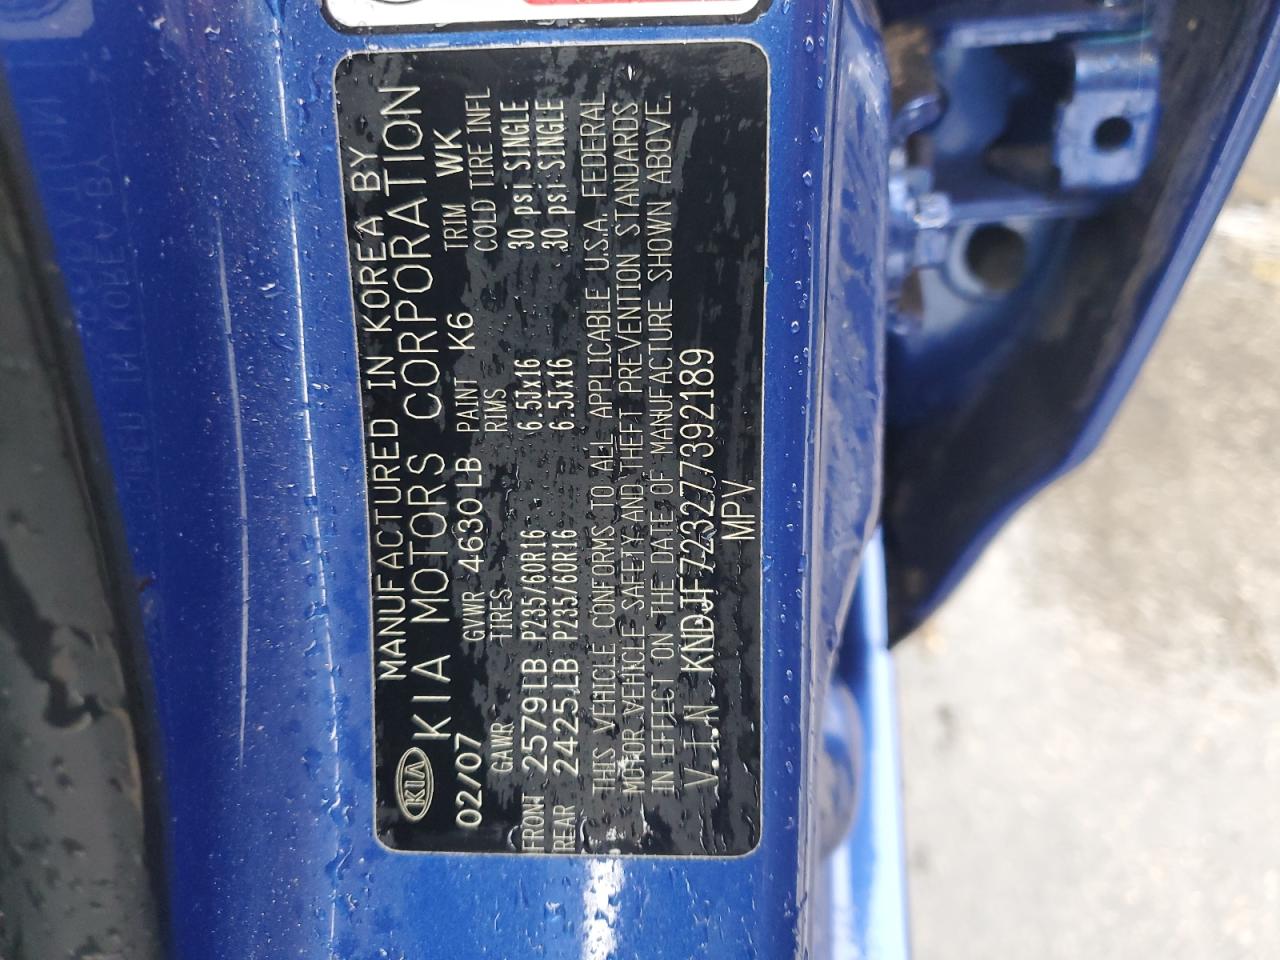 MANUFACTURED IN KOREA BY
KIA KIA MOTORS CORPORATION
02/07 GVWR 4630LB PAINT K6 TRIM WK
GAWR TIRES RIMS COLD TIRE INFL
FRONT 2579LB P235/60R16 6.5Jx16 30 psi SINGLE
REAR 2425LB P235/60R16 6.5Jx16 30 psi SINGLE
THIS VEHICLE CONFORMS TO ALL APPLICABLE U.S.A. FEDERAL
MOTOR VEHICLE SAFETY AND THEFT PREVENTION STANDARDS
IN EFFECT ON THE DATE OF MANUFACTURE SHOWN ABOVE.
V.I.N KNDJF723277392189
MPV